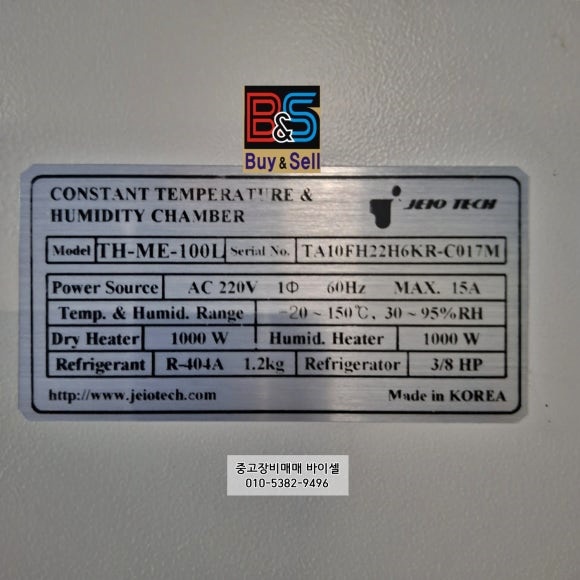 B&S
Buy & Sell
CONSTANT TEMPERATURE &
HUMIDITY CHAMBER
JEIO TECH
Model TH-ME-100L Serial No. TA10FH22H6KR-C017M
Power Source AC 220V 1Φ 60Hz MAX. 15A
Temp. & Humid. Range -20 ~ 150℃, 30 ~ 95%RH
Dry Heater 1000 W Humid. Heater 1000 W
Refrigerant R-404A 1.2kg Refrigerator 3/8 HP
http://www.jeiotech.com Made in KOREA
중고장비매매 바이셀
010-5382-9496